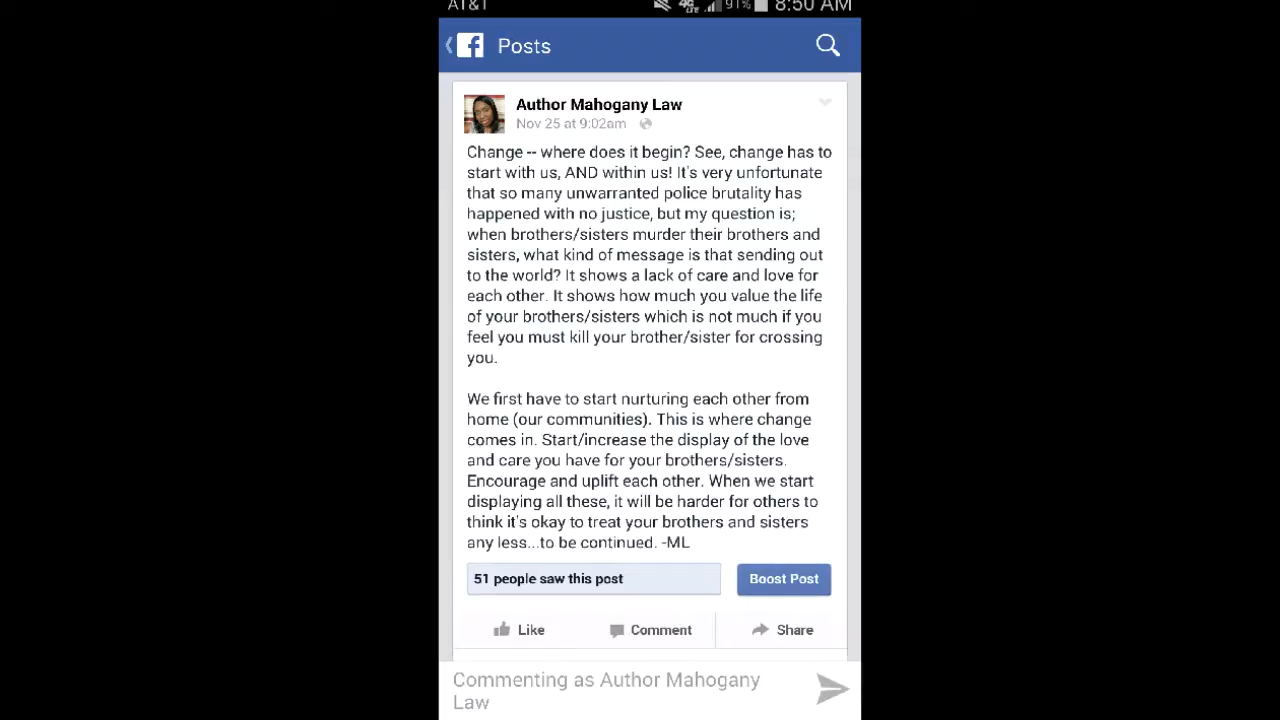 AT&T 4G LTE 91% 8:50 AM
f Posts
Author Mahogany Law
Nov 25 at 9:02am
Change -- where does it begin? See, change has to
start with us, AND within us! It's very unfortunate
that so many unwarranted police brutality has
happened with no justice, but my question is;
when brothers/sisters murder their brothers and
sisters, what kind of message is that sending out
to the world? It shows a lack of care and love for
each other. It shows how much you value the life
of your brothers/sisters which is not much if you
feel you must kill your brother/sister for crossing
you.
We first have to start nurturing each other from
home (our communities). This is where change
comes in. Start/increase the display of the love
and care you have for your brothers/sisters.
Encourage and uplift each other. When we start
displaying all these, it will be harder for others to
think it's okay to treat your brothers and sisters
any less...to be continued. -ML
51 people saw this post Boost Post
Like Comment Share
Commenting as Author Mahogany
Law